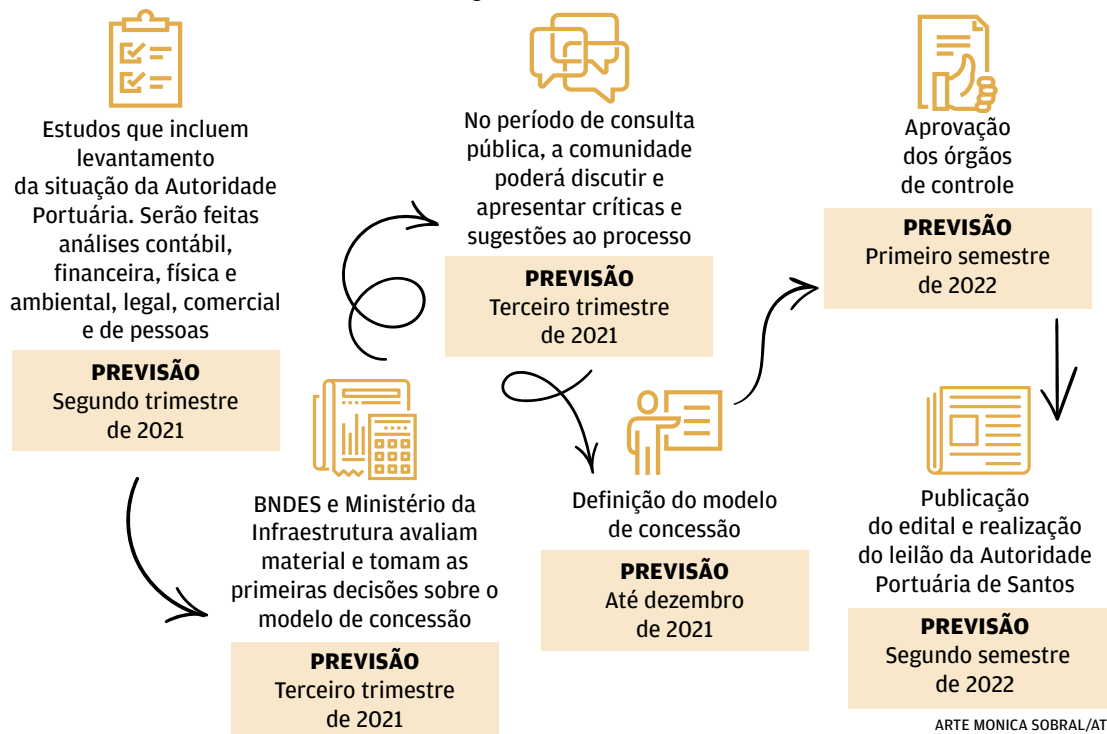 Estudos que incluem
levantamento
da situação da Autoridade
Portuária. Serão feitas
análises contábil,
financeira, física e
ambiental, legal, comercial
e de pessoas
PREVISÃO
Segundo trimestre
de 2021
BNDES e Ministério da
Infraestrutura avaliam
material e tomam as
primeiras decisões sobre o
modelo de concessão
PREVISÃO
Terceiro trimestre
de 2021
No período de consulta
pública, a comunidade
poderá discutir e
apresentar críticas e
sugestões ao processo
PREVISÃO
Terceiro trimestre
de 2021
Definição do modelo
de concessão
PREVISÃO
Até dezembro
de 2021
Aprovação
dos órgãos
de controle
PREVISÃO
Primeiro semestre
de 2022
Publicação
do edital e realização
do leilão da Autoridade
Portuária de Santos
PREVISÃO
Segundo semestre
de 2022
ARTE MONICA SOBRAL/AT